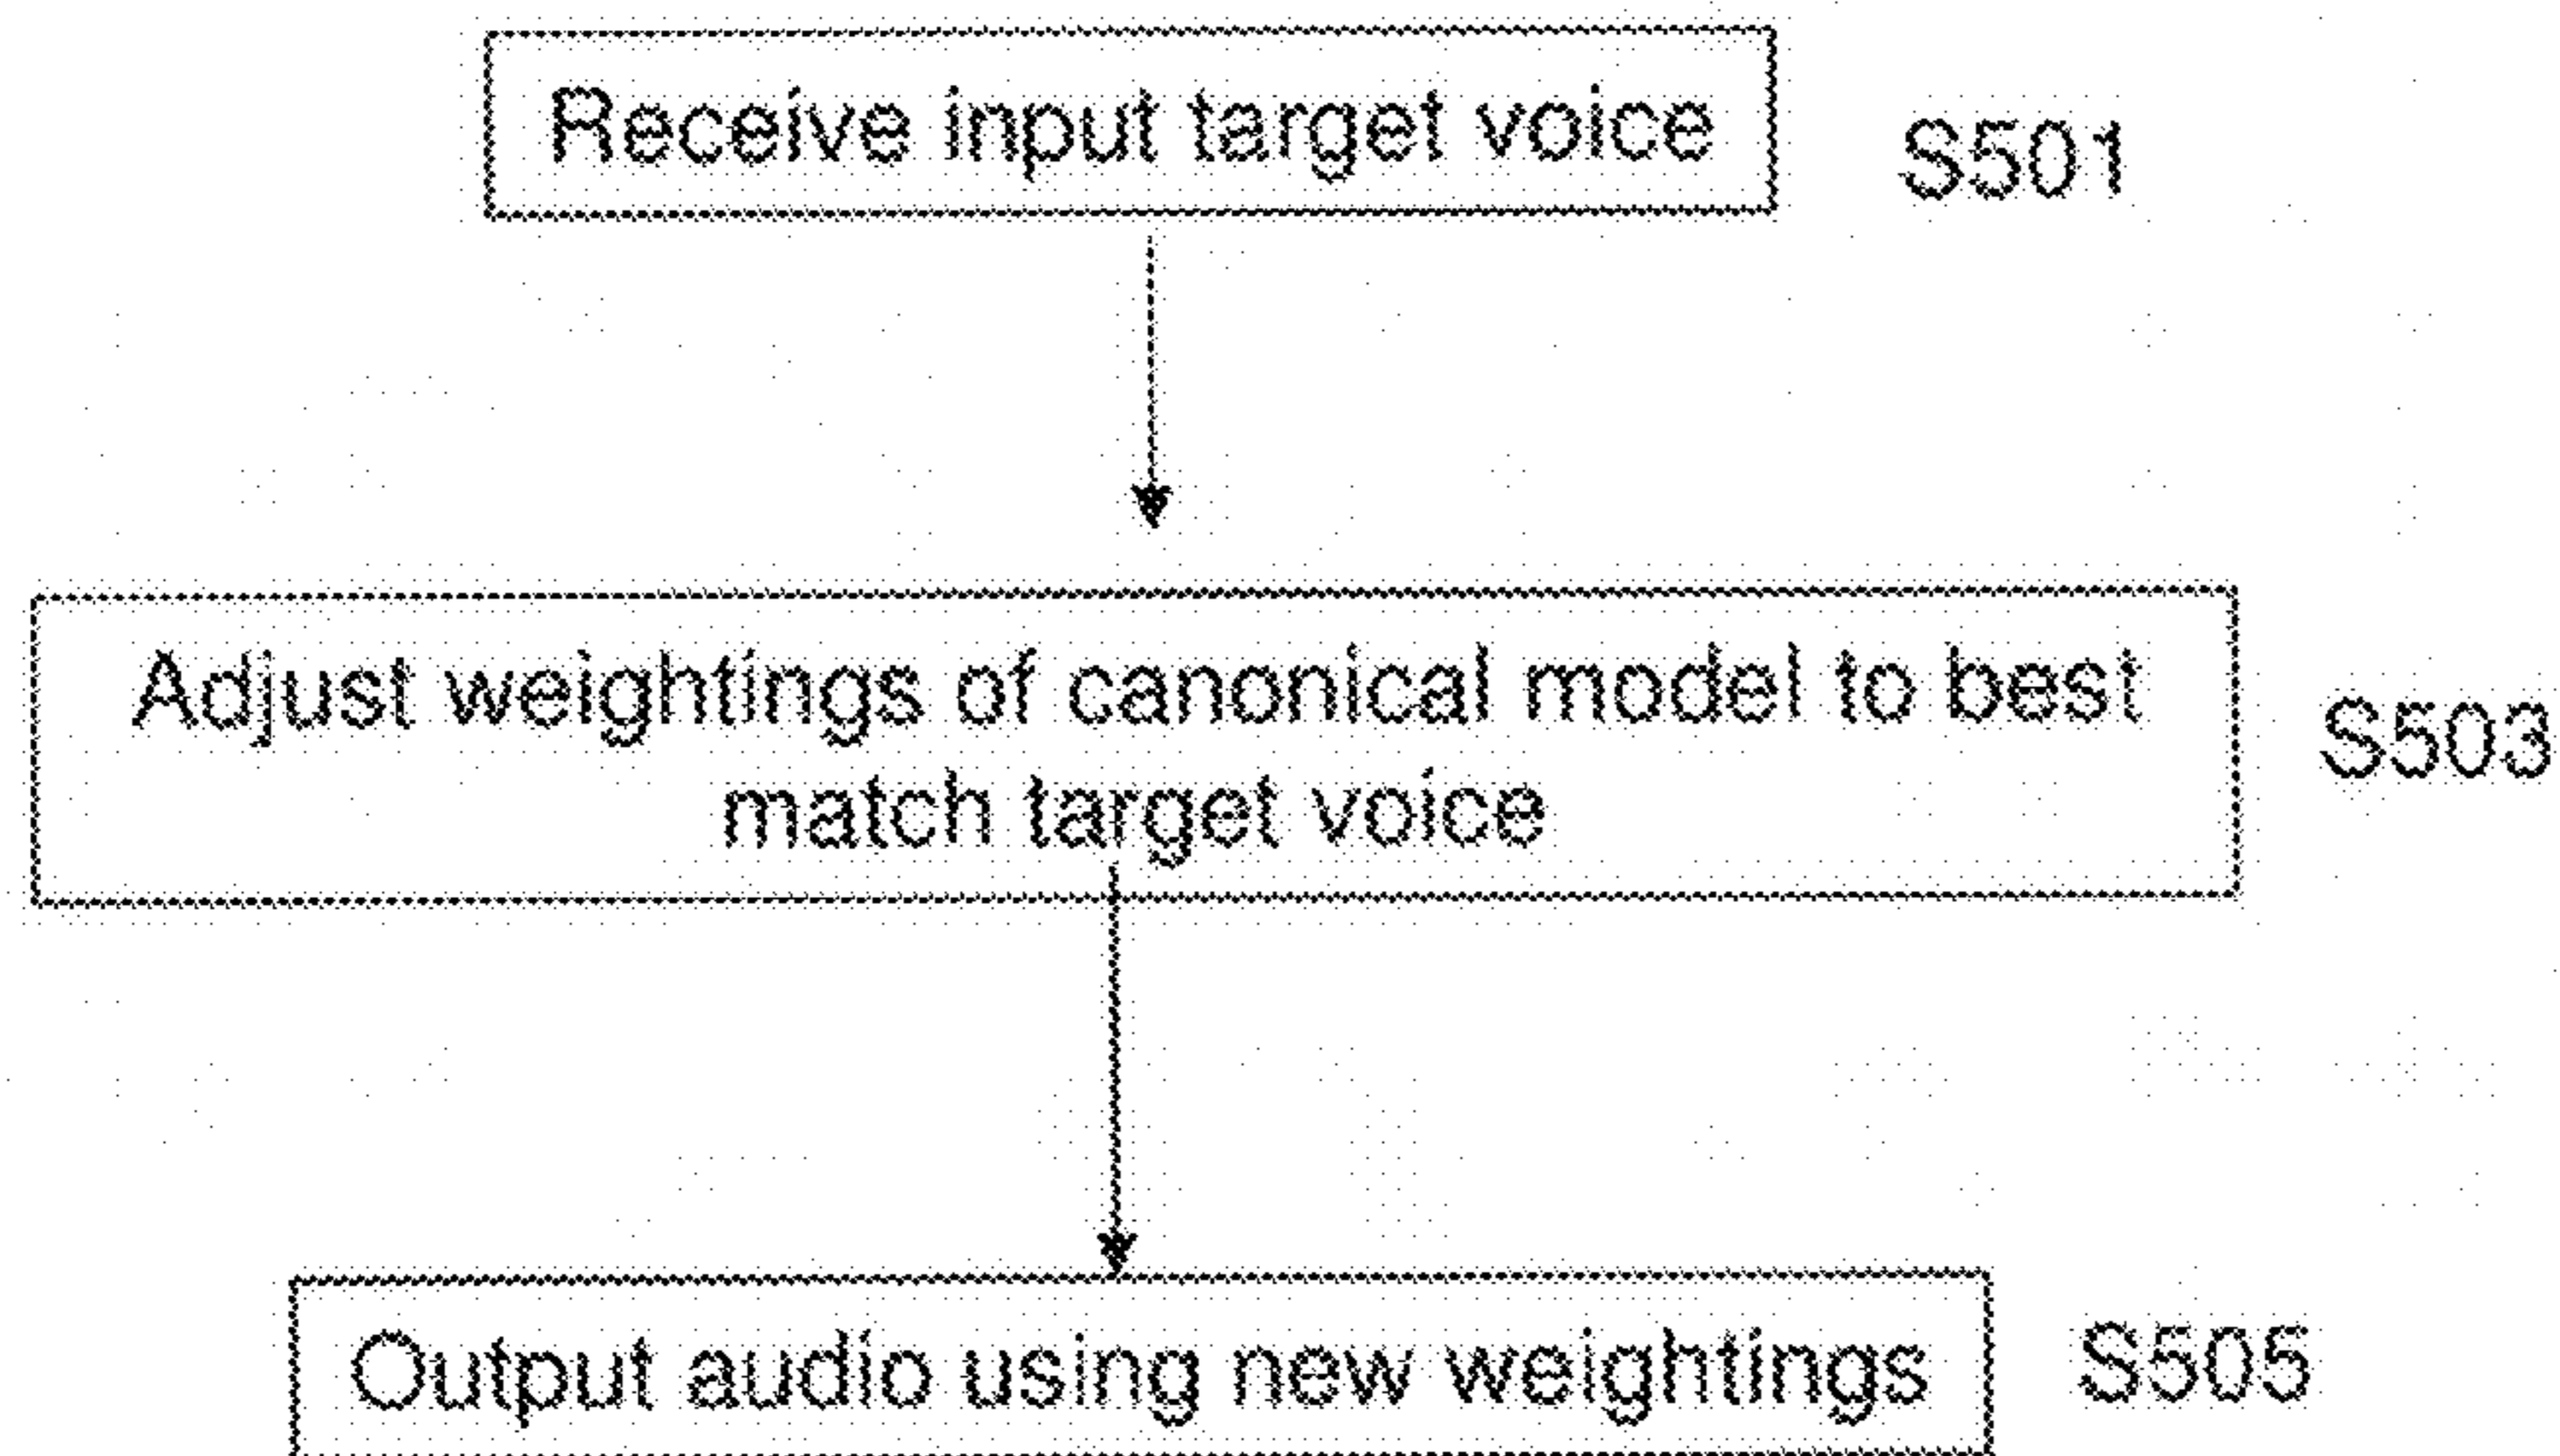 Receive input target voice
S501
Adjust weightings of canonical model to best
match target voice
S503
Output audio using new weightings
S505